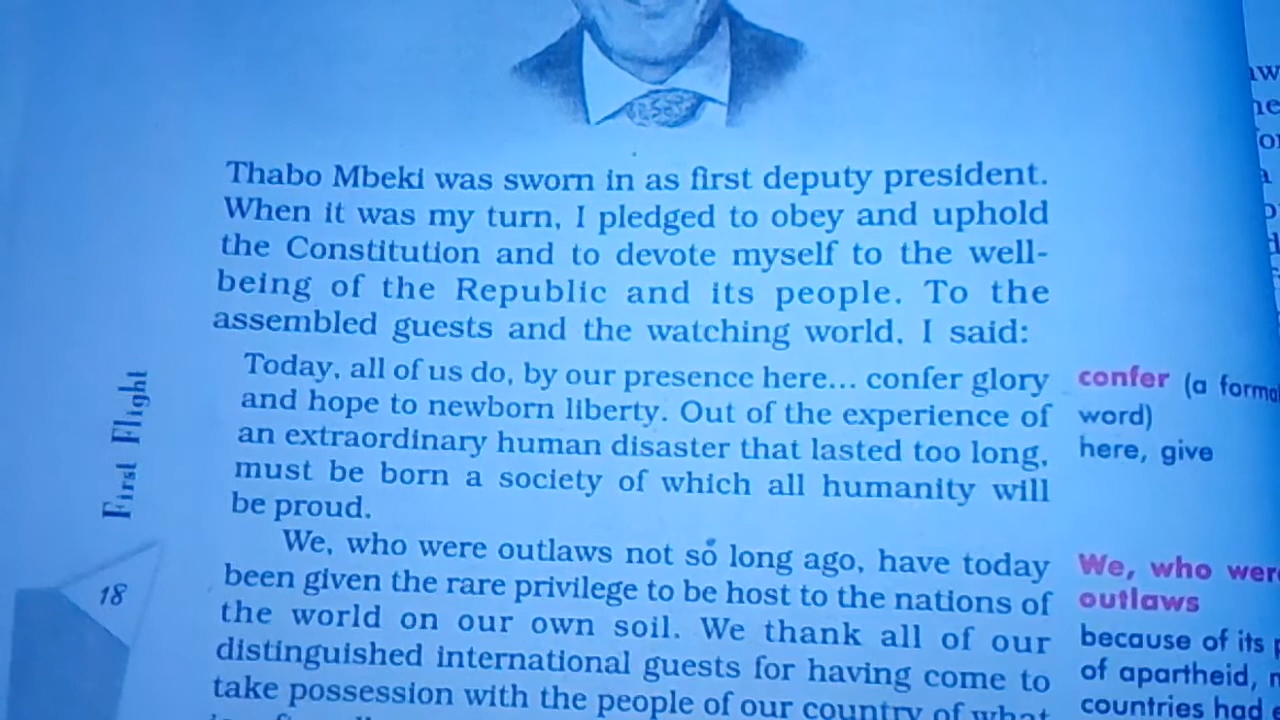 Thabo Mbeki was sworn in as first deputy president.
When it was my turn, I pledged to obey and uphold
the Constitution and to devote myself to the well-
being of the Republic and its people. To the
assembled guests and the watching world, I said:
Today, all of us do, by our presence here... confer glory
and hope to newborn liberty. Out of the experience of
an extraordinary human disaster that lasted too long,
must be born a society of which all humanity will
be proud.
We, who were outlaws not so long ago, have today
been given the rare privilege to be host to the nations of
the world on our own soil. We thank all of our
distinguished international guests for having come to
take possession with the people of our country of what
confer (a
word)
here, give
We, who
outlaws
because of its
of apartheid,
countries had
First Flight
18